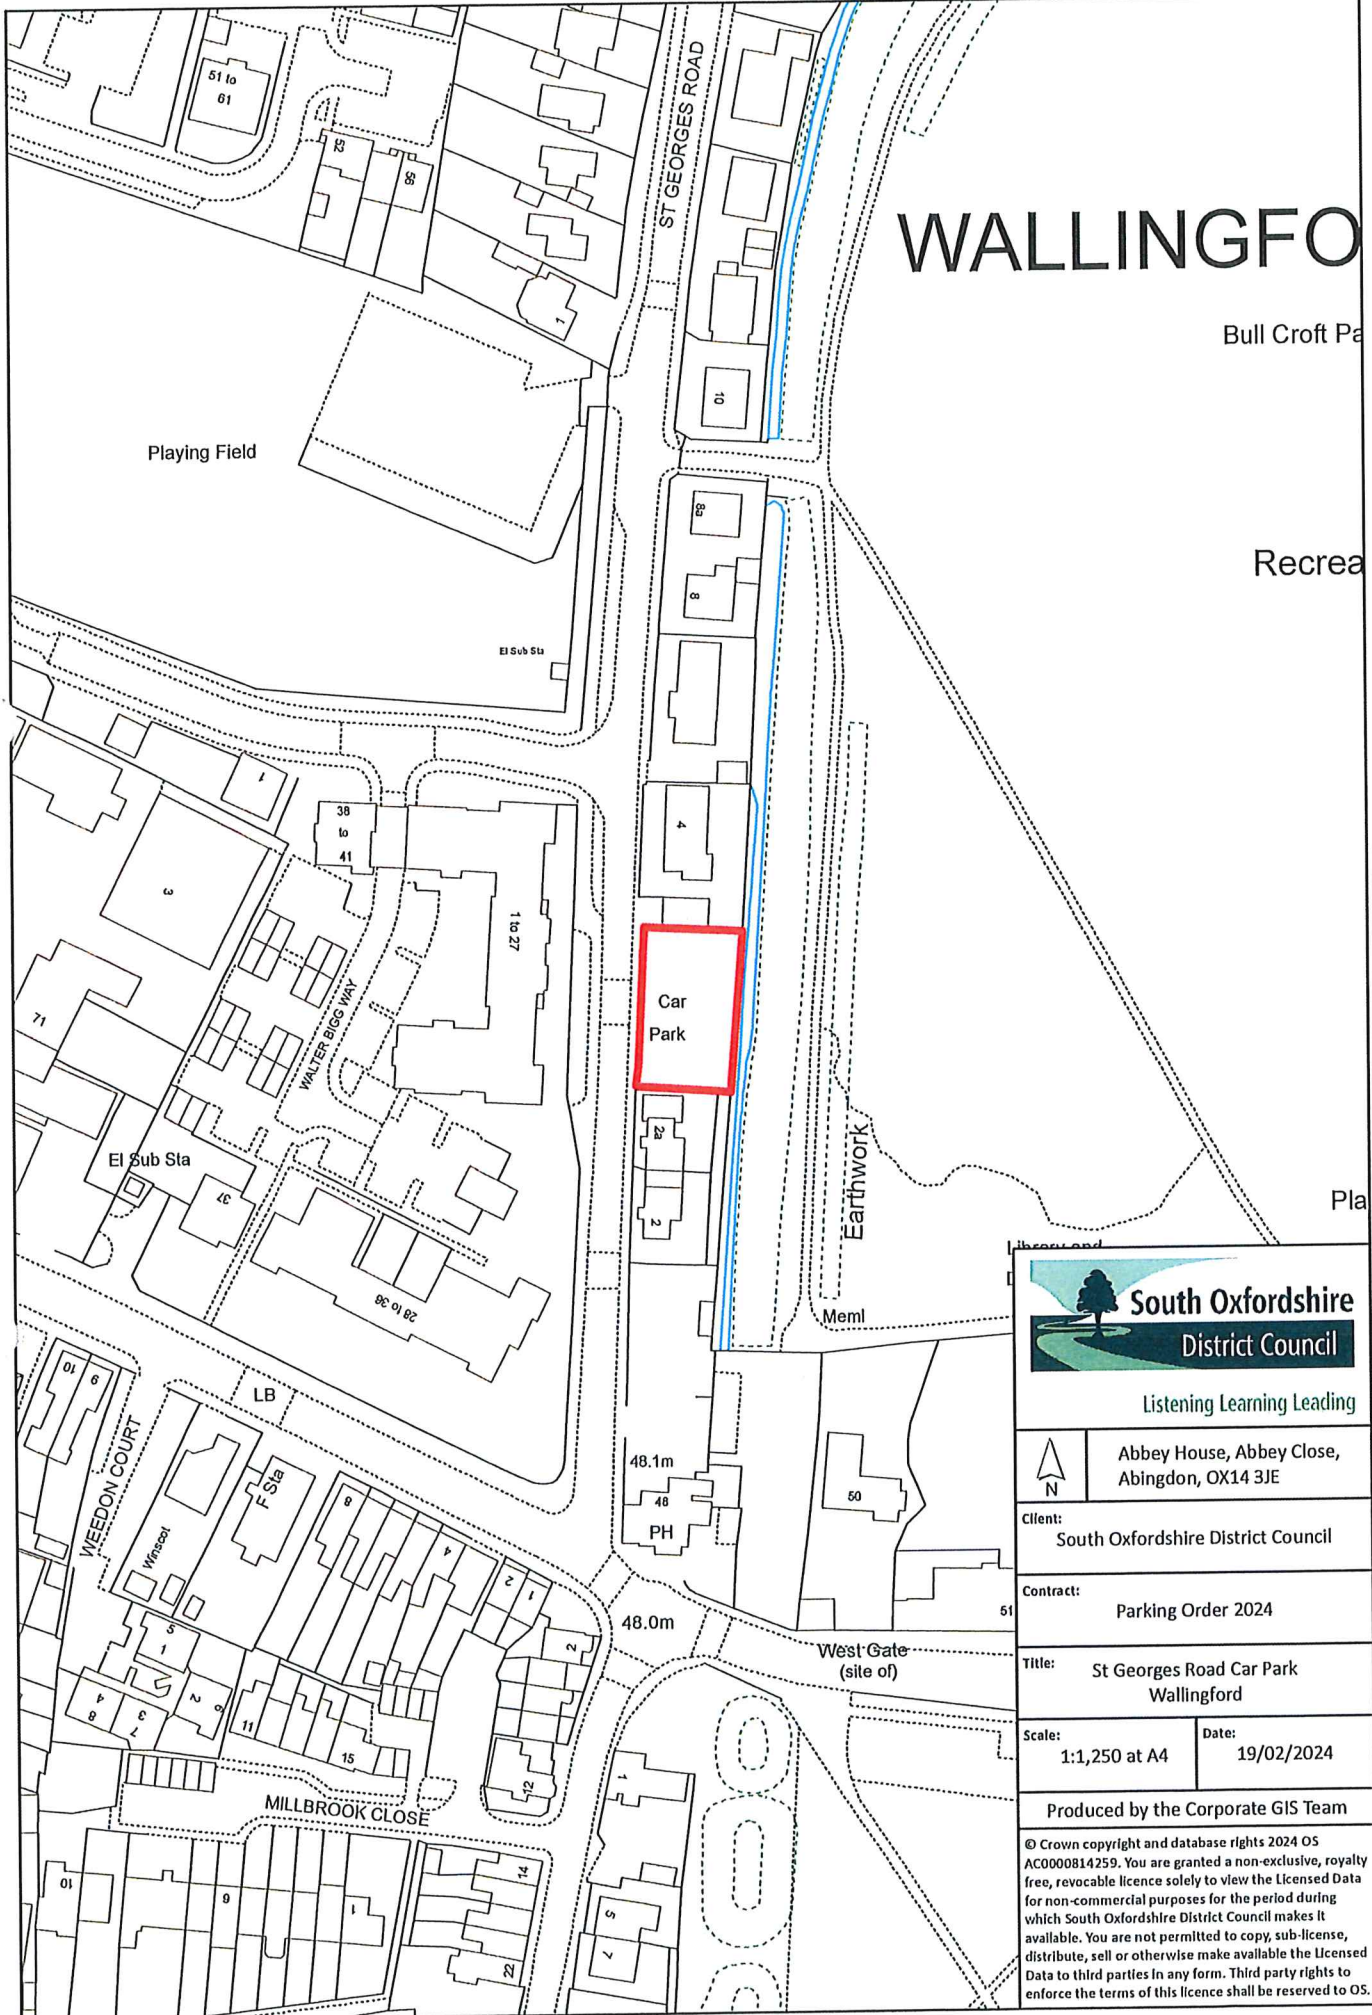 51 to
61
ST GEORGES ROAD
52
56
WALLINGFO
1
Bull Croft Pa
10
Playing Field
8a
Recrea
8
El Sub Sta
1
38
to
41
4
3
1 to 27
Car
Park
71
WALTER BIGG WAY
2a
El Sub Sta
37
Earthwork
2
Pla
28 to 36
Meml
South Oxfordshire
District Council
Listening Learning Leading
10
9
LB
WEEDON COURT
F Sta
Winscot
48.1m
48
PH
50
Abbey House, Abbey Close,
Abingdon, OX14 3JE
N
Client:
South Oxfordshire District Council
8
4
2
1
Contract:
Parking Order 2024
51
48.0m
2
West Gate
(site of)
5
1
Title:
St Georges Road Car Park
Wallingford
4
8
3
7
2
6
11
15
12
1
Scale:
1:1,250 at A4
Date:
19/02/2024
MILLBROOK CLOSE
Produced by the Corporate GIS Team
10
9
1
14
22
5
7
© Crown copyright and database rights 2024 OS
AC0000814259. You are granted a non-exclusive, royalty
free, revocable licence solely to view the Licensed Data
for non-commercial purposes for the period during
which South Oxfordshire District Council makes it
available. You are not permitted to copy, sub-license,
distribute, sell or otherwise make available the Licensed
Data to third parties in any form. Third party rights to
enforce the terms of this licence shall be reserved to OS.